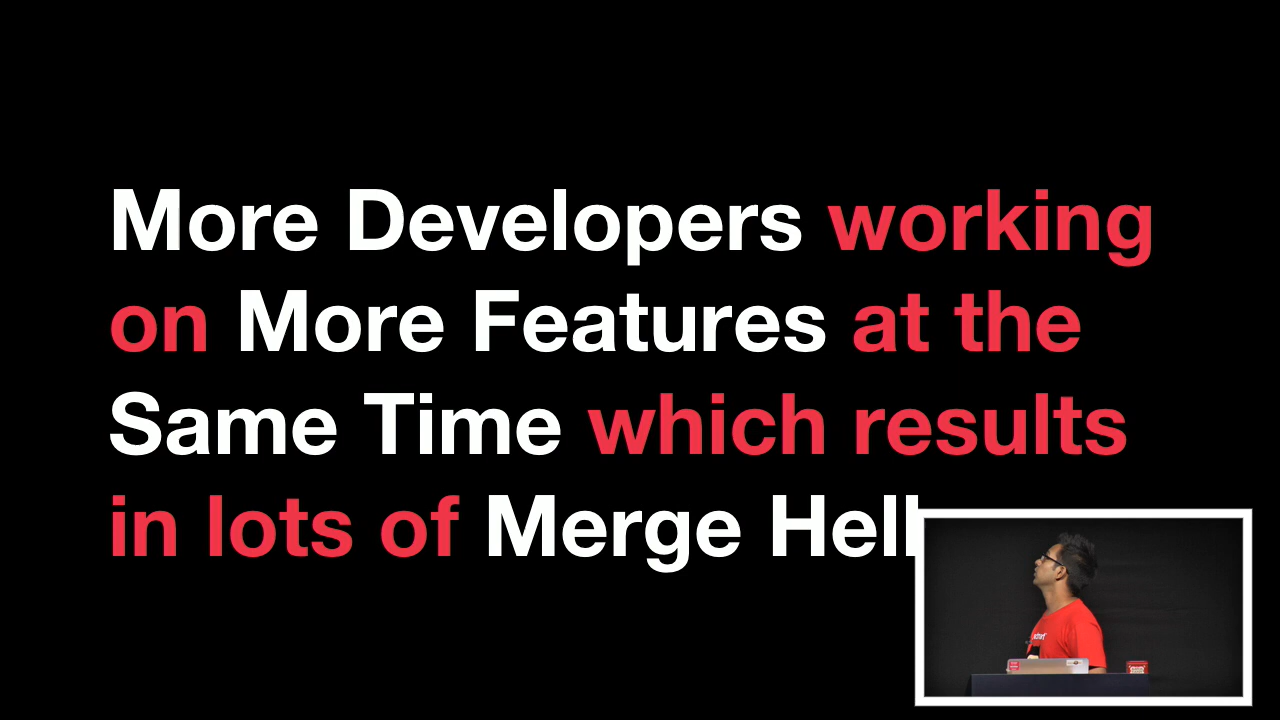 More Developers working
on More Features at the
Same Time which results
in lots of Merge Hell